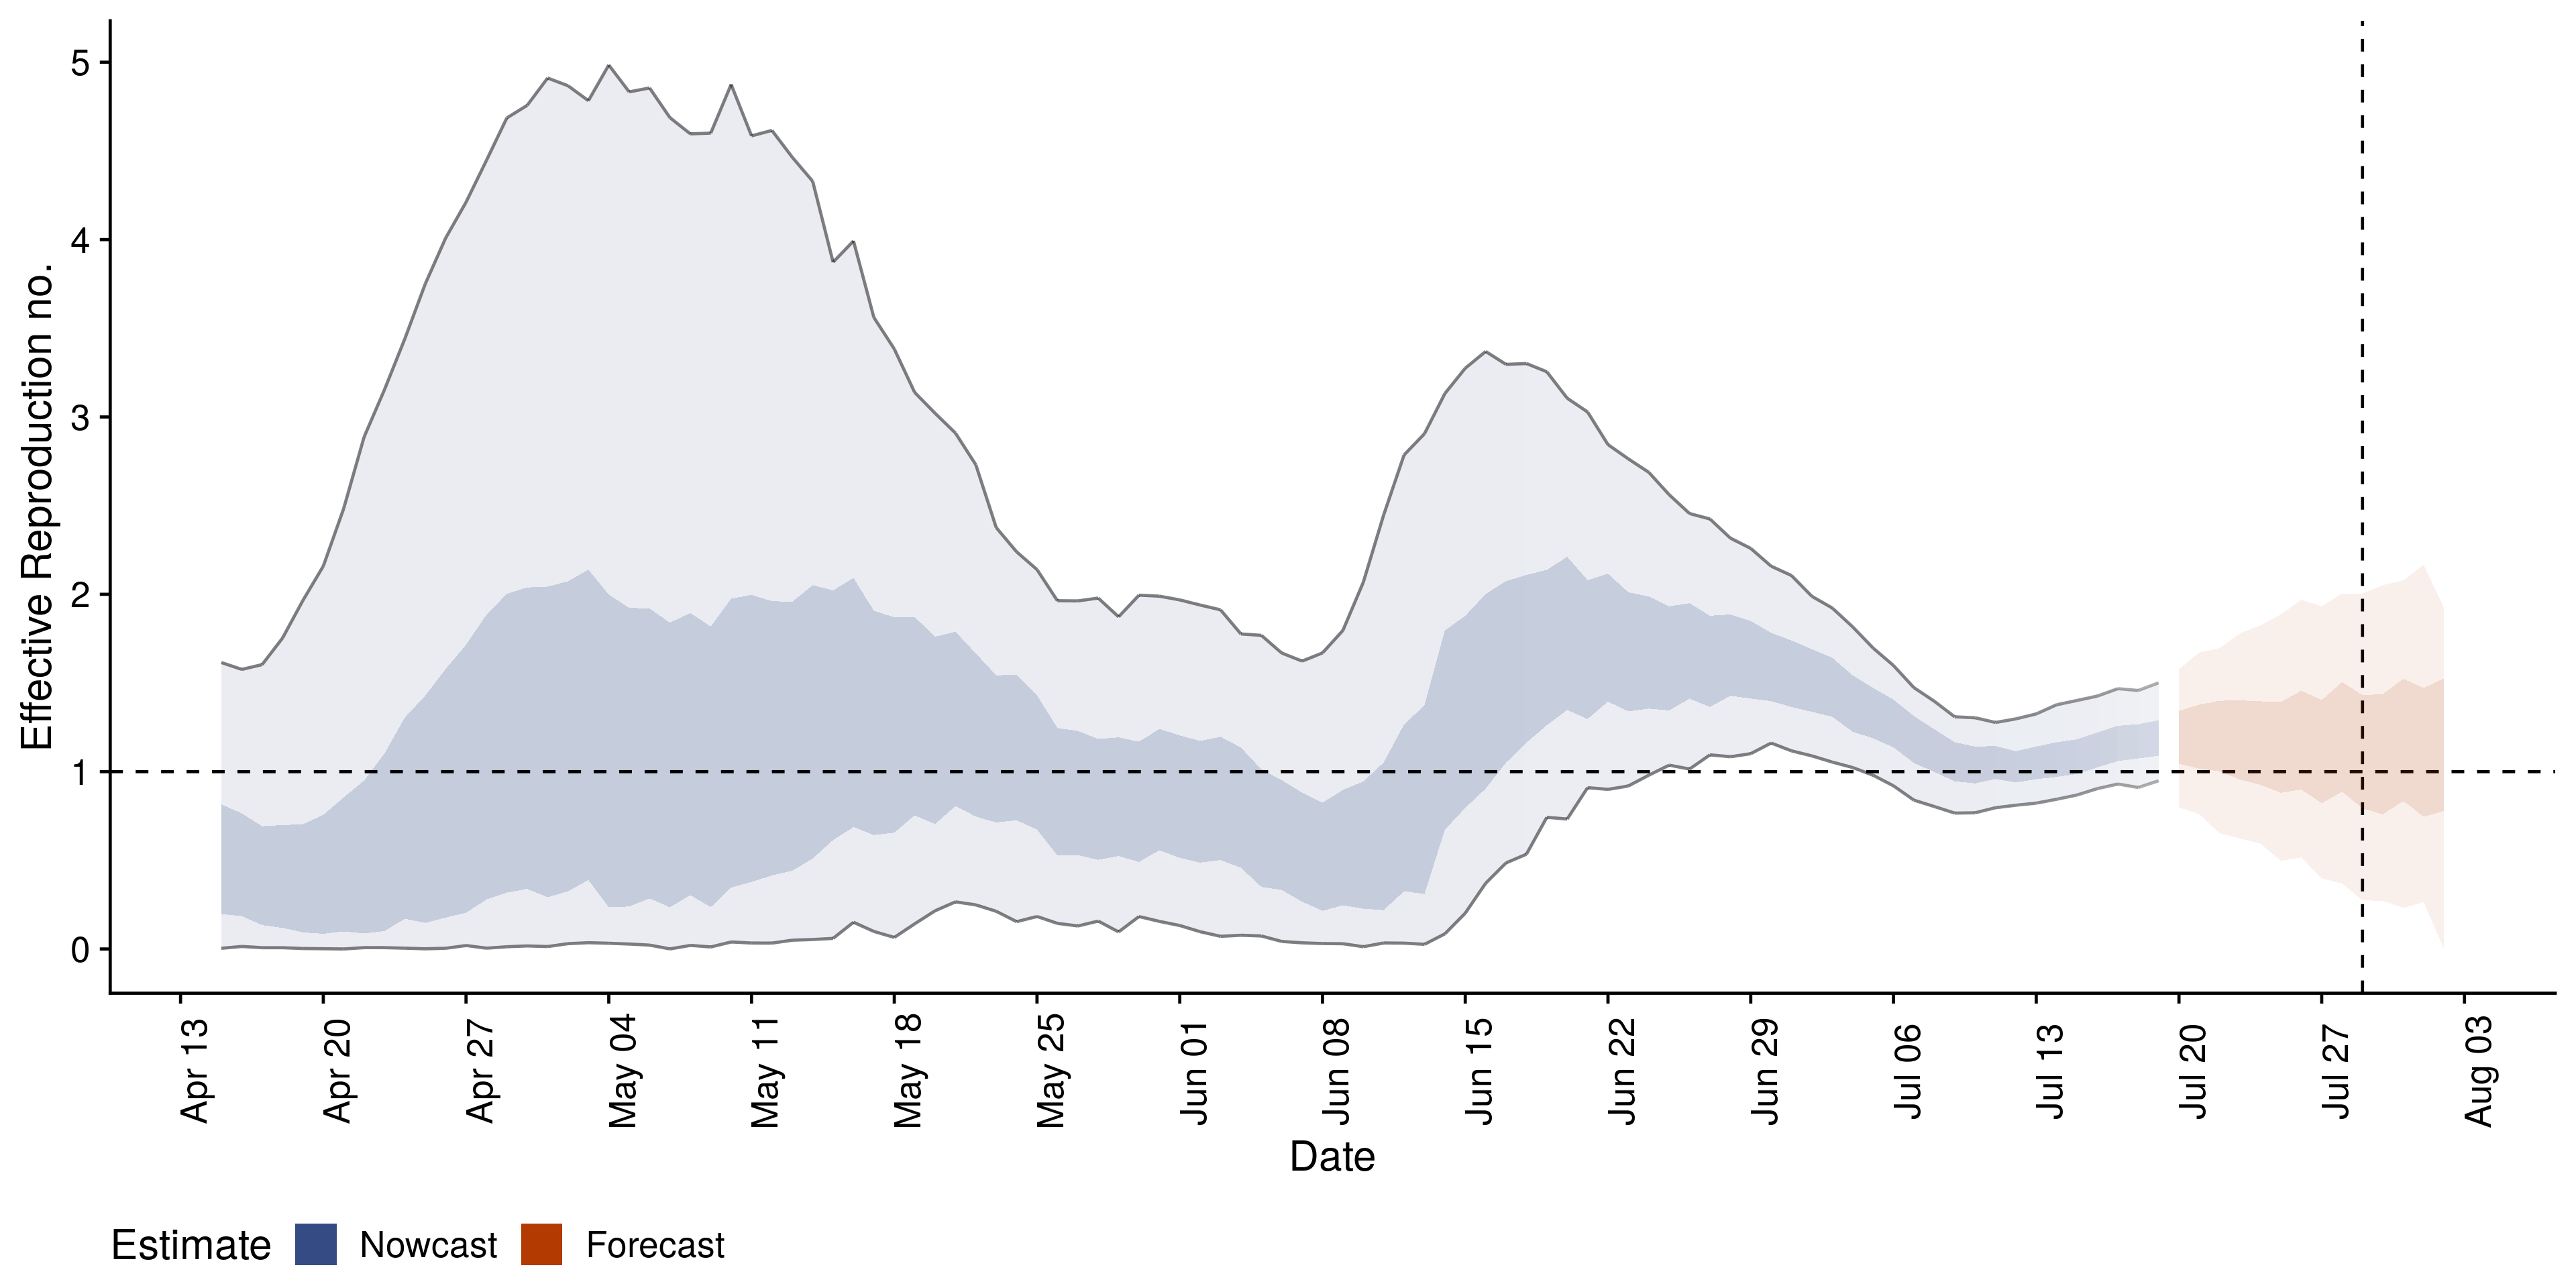 Effective Reproduction no.
5
4
3
2
1
0
Apr 13
Apr 20
Apr 27
May 04
May 11
May 18
May 25
Jun 01
Jun 08
Jun 15
Jun 22
Jun 29
Jul 06
Jul 13
Jul 20
Jul 27
Aug 03
Date
Estimate Nowcast Forecast